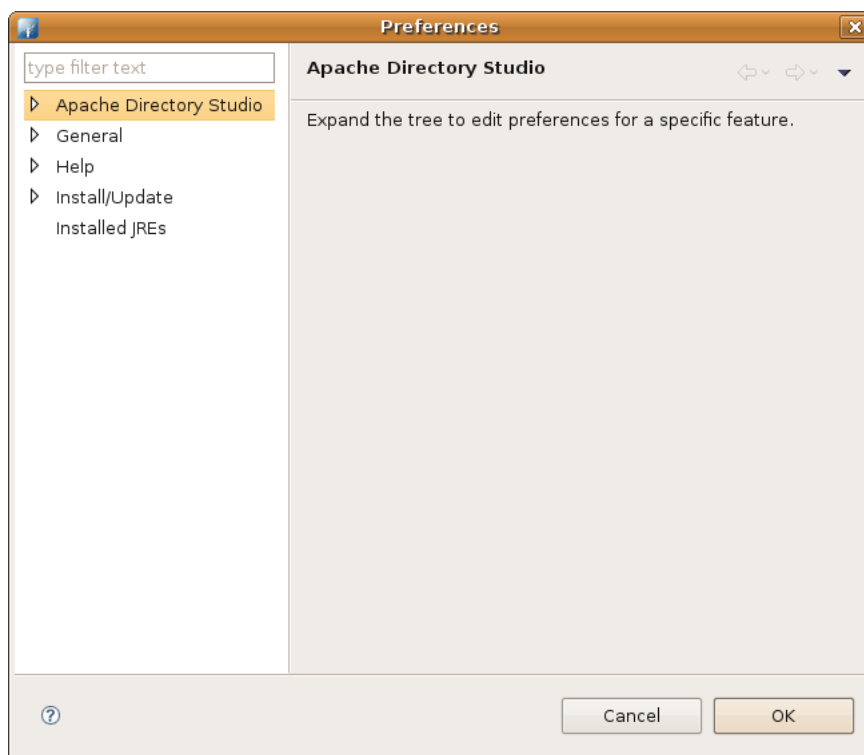 Preferences
type filter text
Apache Directory Studio
General
Help
Install/Update
Installed JREs
Apache Directory Studio
Expand the tree to edit preferences for a specific feature.
?
Cancel
OK